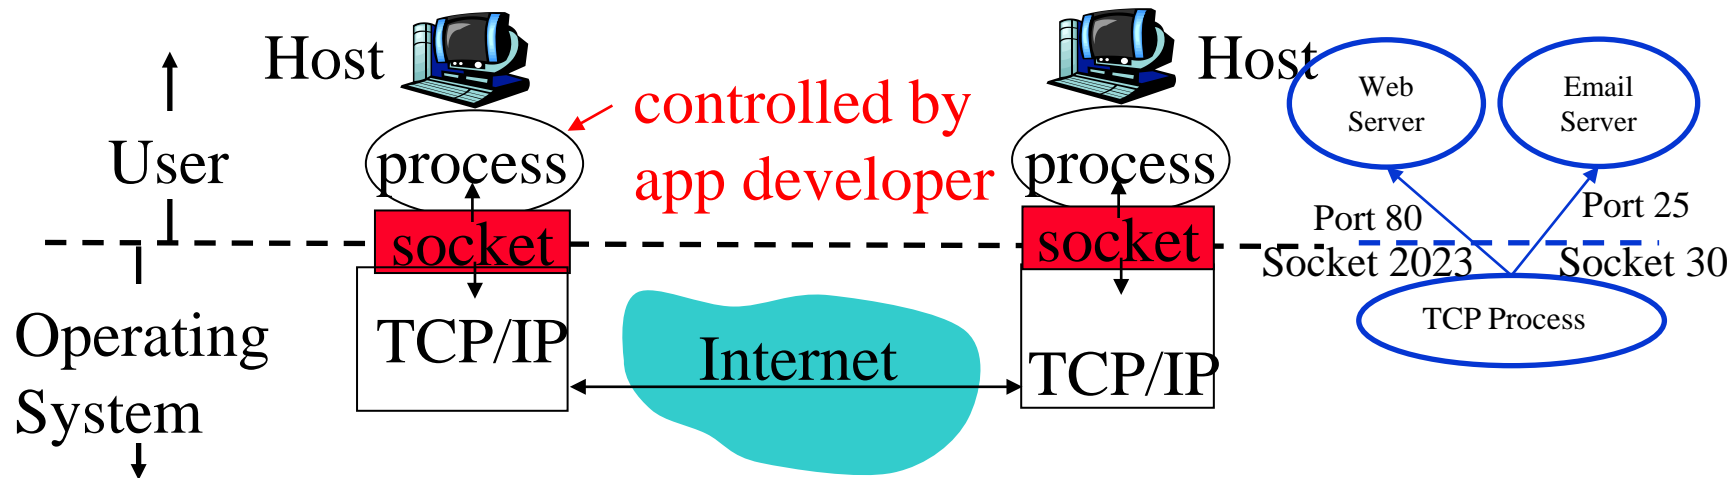 Host
Host
Web
Server
Email
Server
controlled by
app developer
User
process
process
Port 80
Port 25
socket
socket
Socket 2023
Socket 30
Operating
System
TCP/IP
Internet
TCP/IP
TCP Process